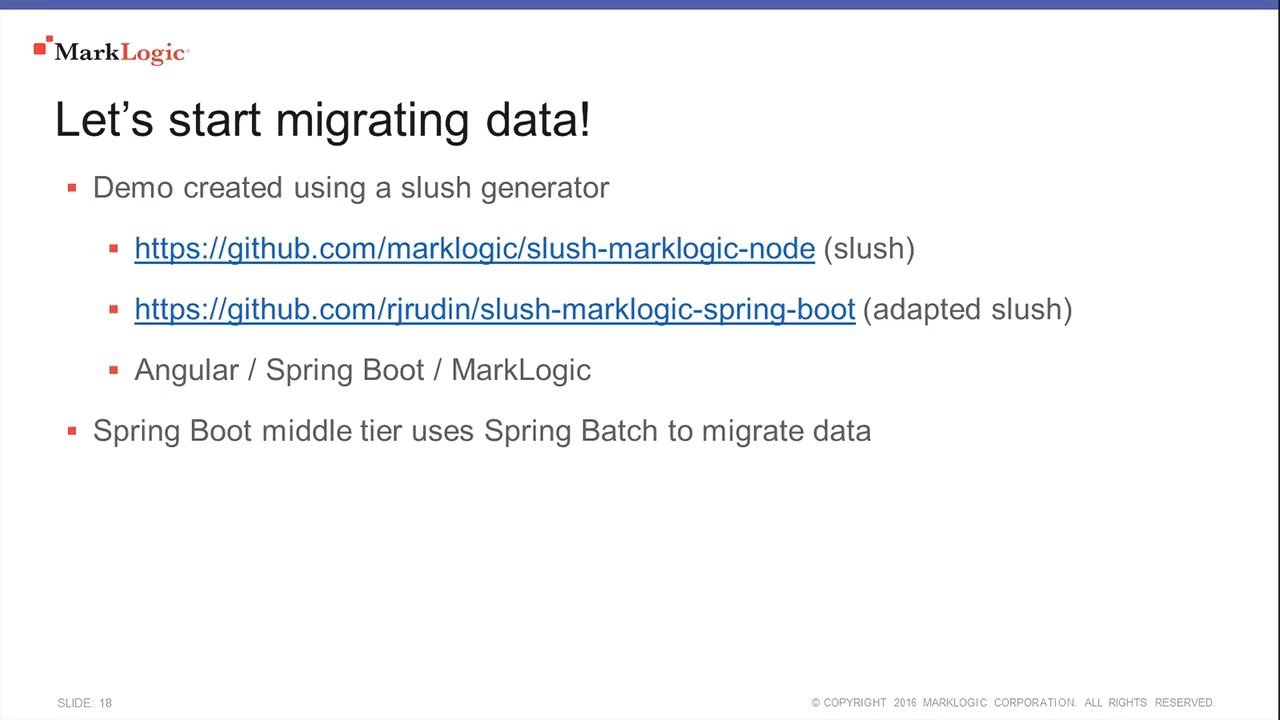 MarkLogic
Let's start migrating data!
Demo created using a slush generator
https://github.com/marklogic/slush-marklogic-node (slush)
https://github.com/rjrudin/slush-marklogic-spring-boot (adapted slush)
Angular / Spring Boot / MarkLogic
Spring Boot middle tier uses Spring Batch to migrate data
SLIDE: 18
© COPYRIGHT 2016 MARKLOGIC CORPORATION. ALL RIGHTS RESERVED.